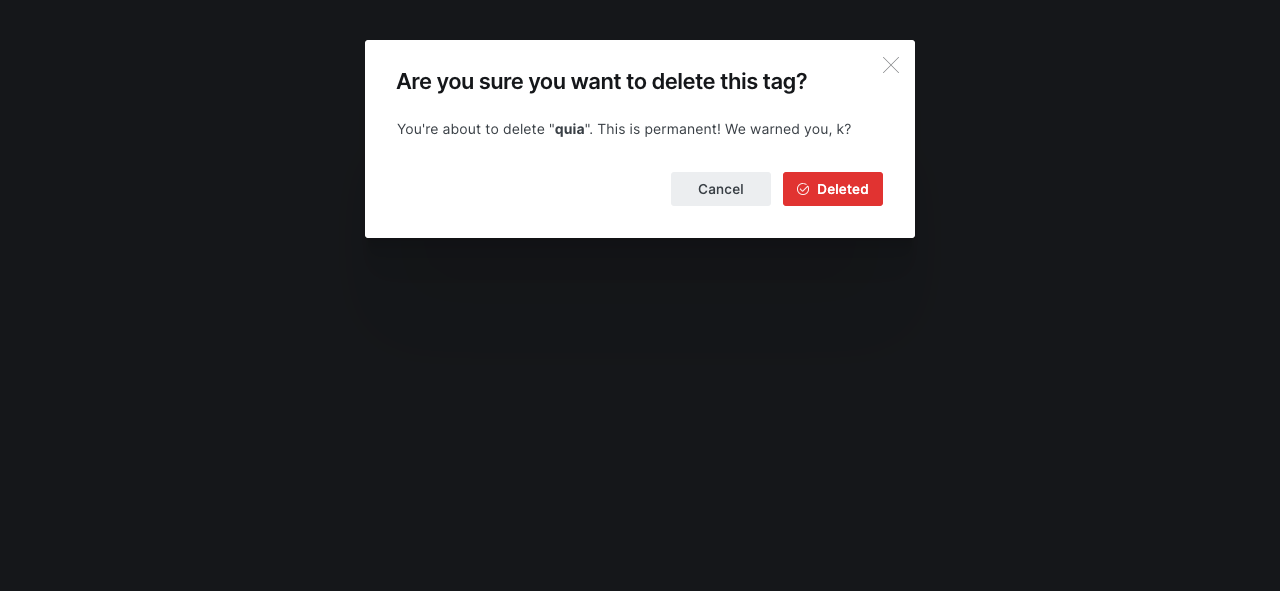 Are you sure you want to delete this tag?
You're about to delete "quia". This is permanent! We warned you, k?
Cancel
Deleted